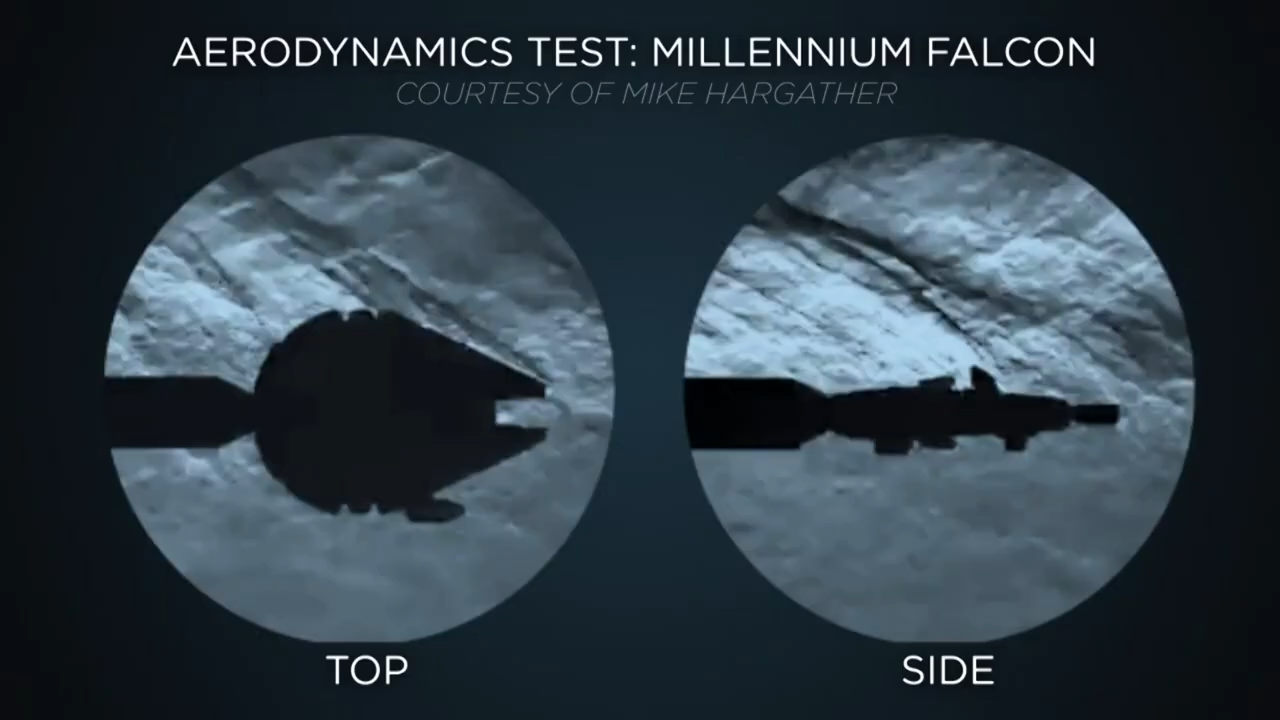 AERODYNAMICS TEST: MILLENNIUM FALCON
COURTESY OF MIKE HARGATHER
TOP
SIDE